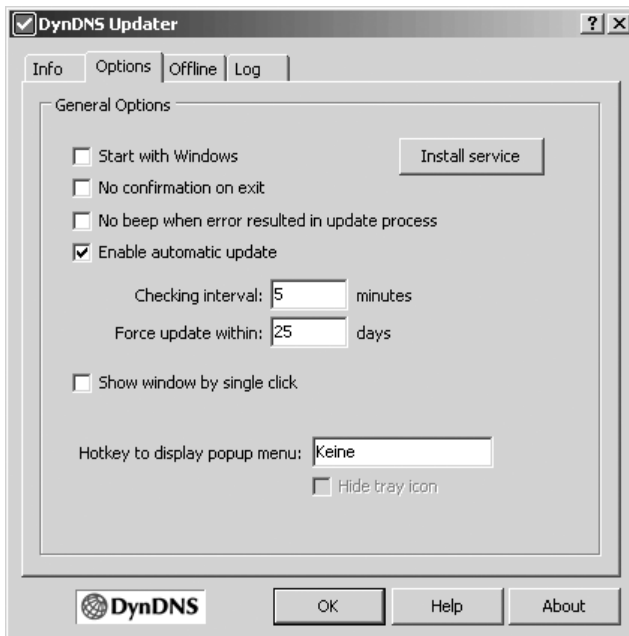 DynDNS Updater
Info Options Offline Log
General Options
Start with Windows
Install service
No confirmation on exit
No beep when error resulted in update process
Enable automatic update
Checking interval: 5 minutes
Force update within: 25 days
Show window by single click
Hotkey to display popup menu: Keine
Hide tray icon
DynDNS OK Help About